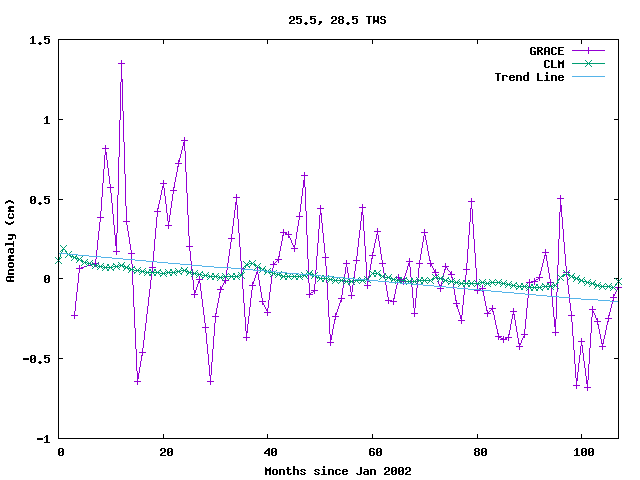 25.5, 28.5 TWS
GRACE
CLM
Trend Line
1.5
1
0.5
0
-0.5
-1
Anomaly (cm)
0 20 40 60 80 100
Months since Jan 2002